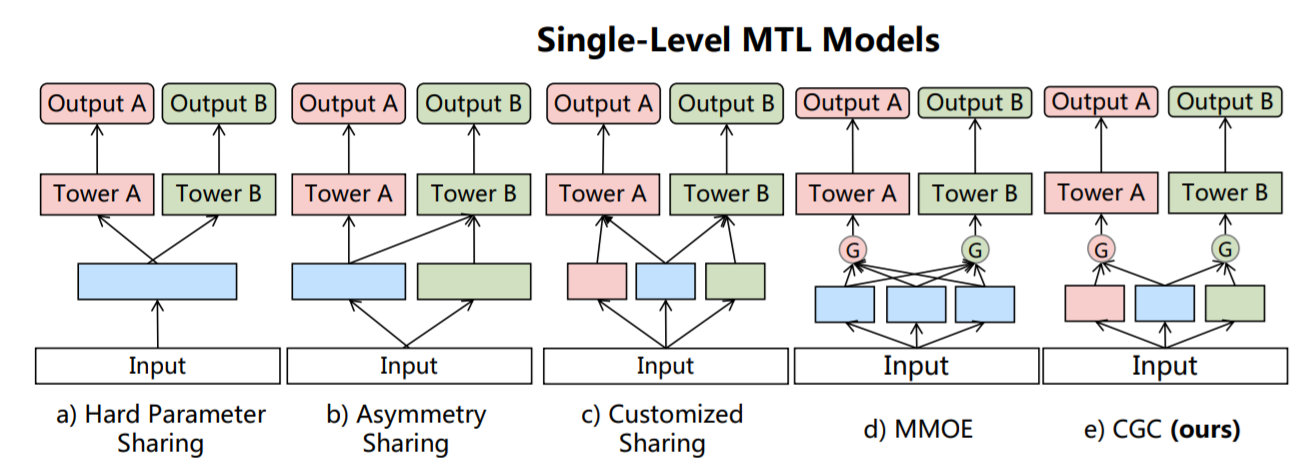 Single-Level MTL Models
Output A Output B Output A Output B Output A Output B Output A Output B Output A Output B
Tower A Tower B Tower A Tower B Tower A Tower B Tower A Tower B Tower A Tower B
G G G G
Input Input Input Input Input
a) Hard Parameter
Sharing
b) Asymmetry
Sharing
c) Customized
Sharing
d) MMOE
e) CGC (ours)